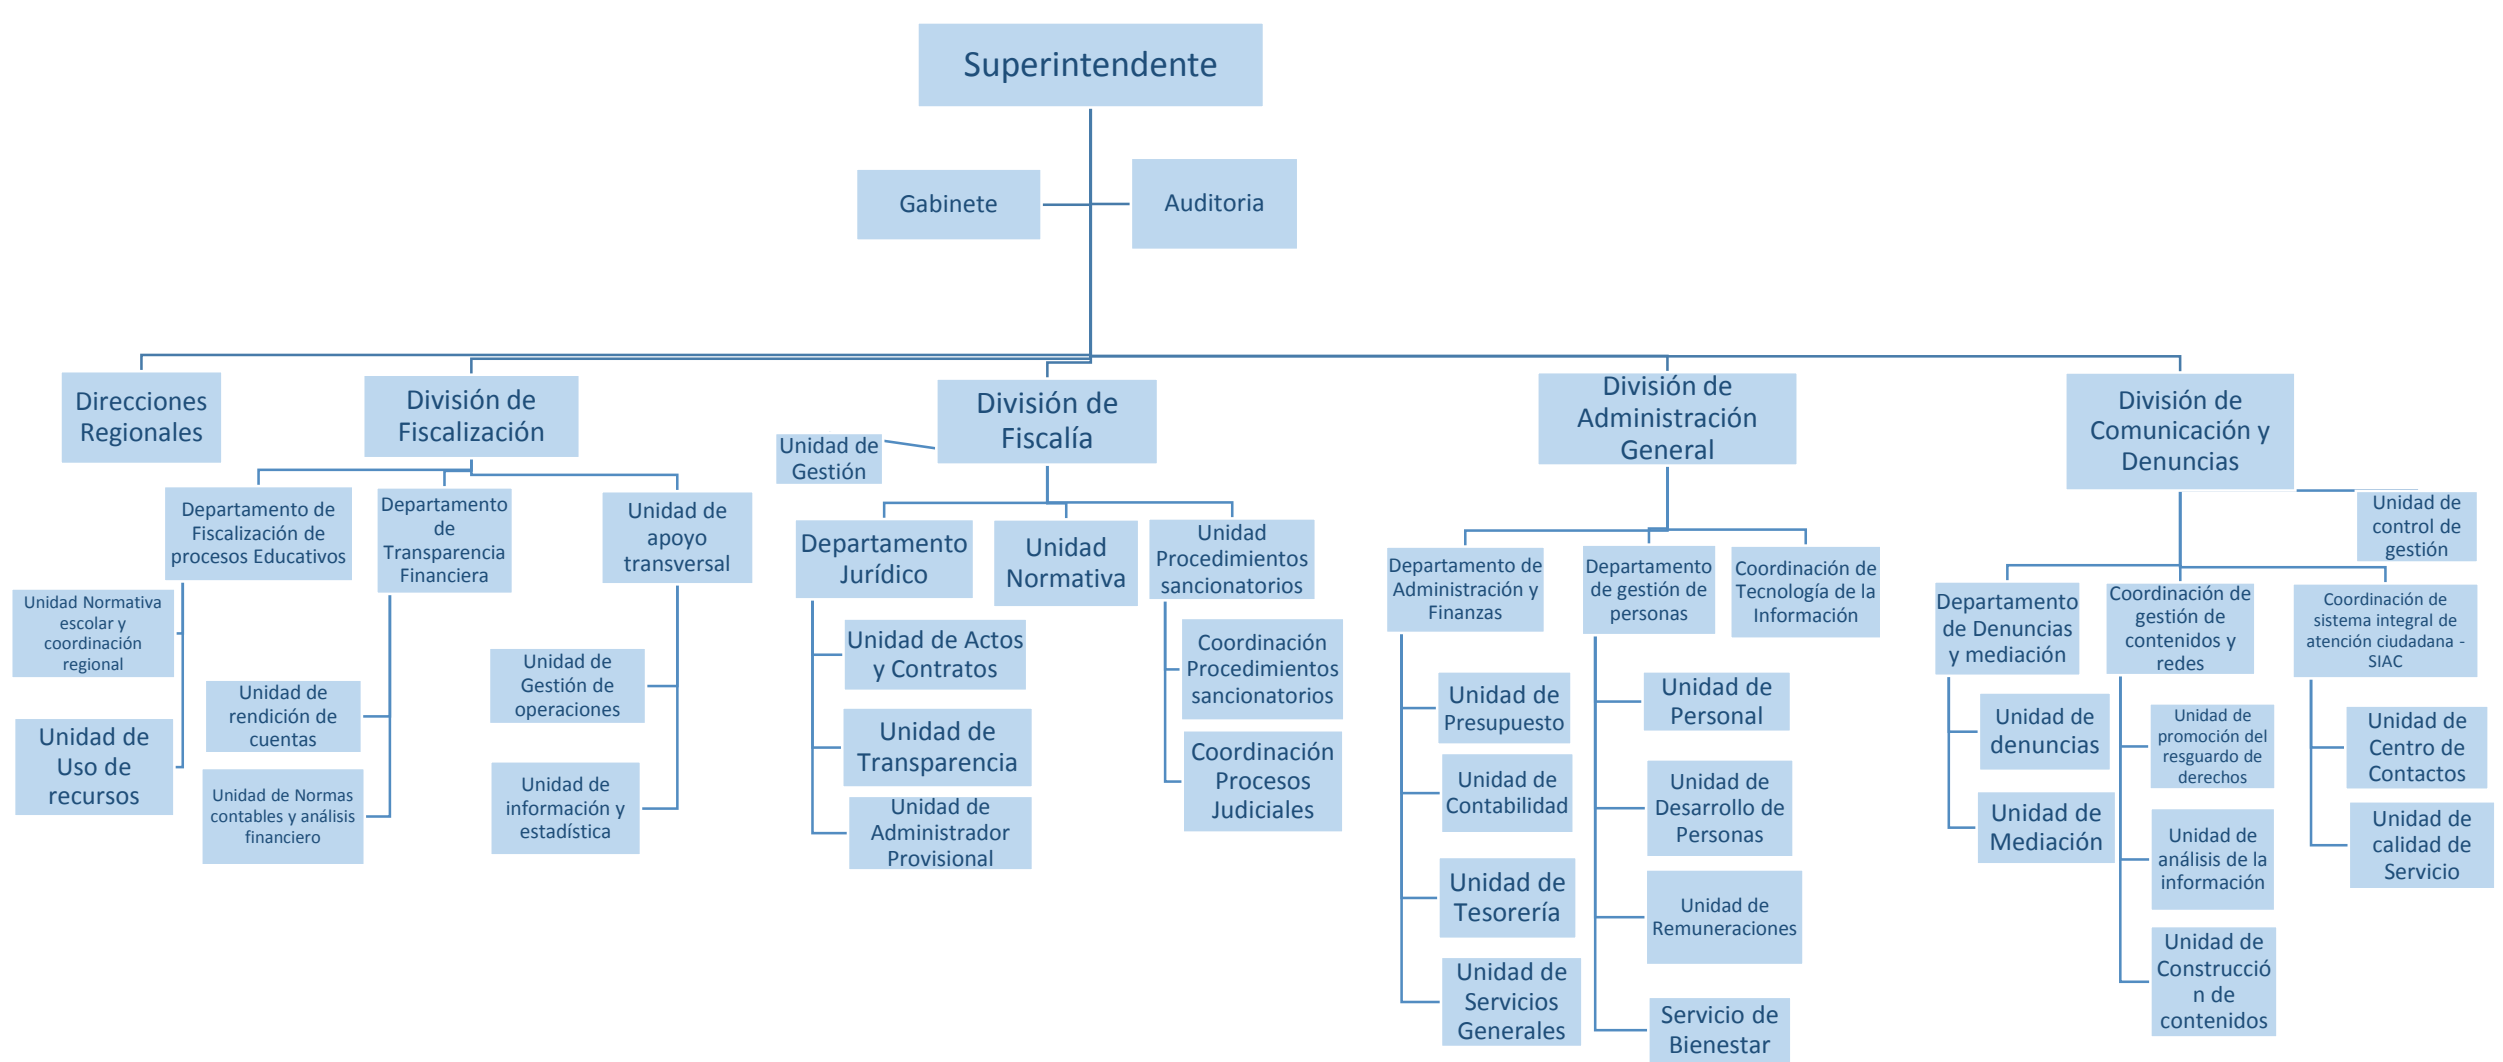 Superintendente
Gabinete
Auditoria
Direcciones
Regionales
División de
Fiscalización
Departamento de
Fiscalización de
procesos Educativos
Unidad Normativa
escolar y
coordinación
regional
Unidad de
Uso de
recursos
Departamento
de
Transparencia
Financiera
Unidad de
rendición de
cuentas
Unidad de Normas
contables y análisis
financiero
Unidad de
apoyo
transversal
Unidad de
Gestión de
operaciones
Unidad de
información y
estadística
División de
Fiscalía
Unidad de
Gestión
Departamento
Jurídico
Unidad de Actos
y Contratos
Unidad de
Transparencia
Unidad de
Administrador
Provisional
Unidad
Normativa
Unidad
Procedimientos
sancionatorios
Coordinación
Procedimientos
sancionatorios
Coordinación
Procesos
Judiciales
División de
Administración
General
Departamento de
Administración y
Finanzas
Unidad de
Presupuesto
Unidad de
Contabilidad
Unidad de
Tesorería
Unidad de
Servicios
Generales
Departamento
de gestión de
personas
Unidad de
Personal
Unidad de
Desarrollo de
Personas
Unidad de
Remuneraciones
Servicio de
Bienestar
Coordinación de
Tecnología de la
Información
División de
Comunicación y
Denuncias
Unidad de
control de
gestión
Departamento
de Denuncias
y mediación
Unidad de
denuncias
Unidad de
Mediación
Coordinación de
gestión de
contenidos y
redes
Unidad de
promoción del
resguardo de
derechos
Unidad de
análisis de la
información
Unidad de
Construcció
n de
contenidos
Coordinación de
sistema integral de
atención ciudadana -
SIAC
Unidad de
Centro de
Contactos
Unidad de
calidad de
Servicio